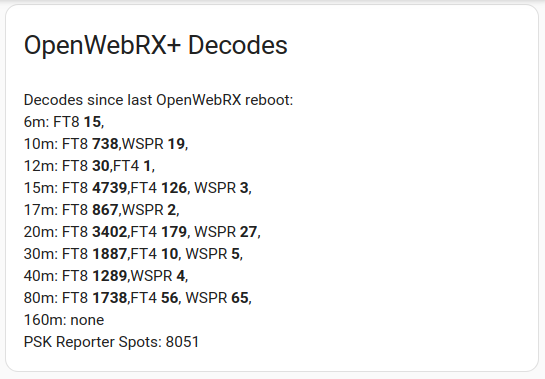 OpenWebRX+ Decodes
Decodes since last OpenWebRX reboot:
6m: FT8 15,
10m: FT8 738,WSPR 19,
12m: FT8 30,FT4 1,
15m: FT8 4739,FT4 126, WSPR 3,
17m: FT8 867,WSPR 2,
20m: FT8 3402,FT4 179, WSPR 27,
30m: FT8 1887,FT4 10, WSPR 5,
40m: FT8 1289,WSPR 4,
80m: FT8 1738,FT4 56, WSPR 65,
160m: none
PSK Reporter Spots: 8051